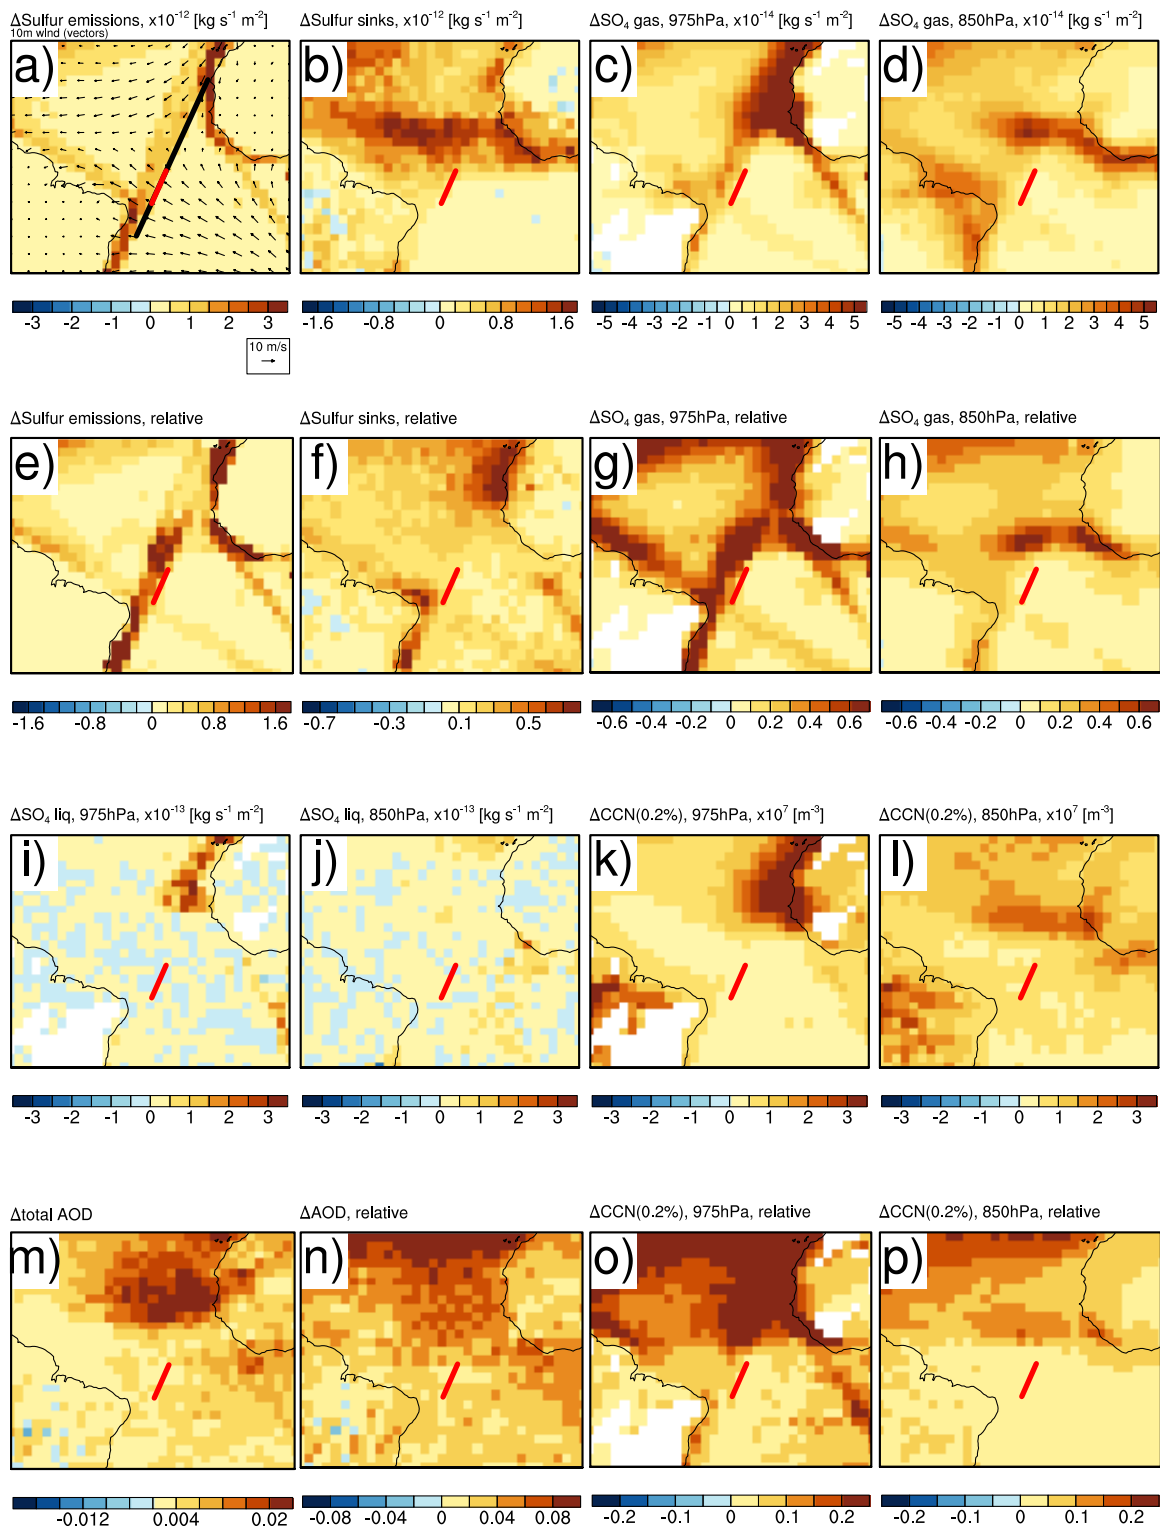 ΔSulfur emissions, x10⁻¹² [kg s⁻¹ m⁻²]
10m wind (vectors)
ΔSulfur sinks, x10⁻¹² [kg s⁻¹ m⁻²]
ΔSO₄ gas, 975hPa, x10⁻¹⁴ [kg s⁻¹ m⁻²]
ΔSO₄ gas, 850hPa, x10⁻¹⁴ [kg s⁻¹ m⁻²]
a)
b)
c)
d)
-3 -2 -1 0 1 2 3
-1.6 -0.8 0 0.8 1.6
-5 -4 -3 -2 -1 0 1 2 3 4 5
-5 -4 -3 -2 -1 0 1 2 3 4 5
10 m/s
ΔSulfur emissions, relative
ΔSulfur sinks, relative
ΔSO₄ gas, 975hPa, relative
ΔSO₄ gas, 850hPa, relative
e)
f)
g)
h)
-1.6 -0.8 0 0.8 1.6
-0.7 -0.3 0.1 0.5
-0.6 -0.4 -0.2 0 0.2 0.4 0.6
-0.6 -0.4 -0.2 0 0.2 0.4 0.6
ΔSO₄ liq, 975hPa, x10⁻¹³ [kg s⁻¹ m⁻²]
ΔSO₄ liq, 850hPa, x10⁻¹³ [kg s⁻¹ m⁻²]
ΔCCN(0.2%), 975hPa, x10⁷ [m⁻³]
ΔCCN(0.2%), 850hPa, x10⁷ [m⁻³]
i)
j)
k)
l)
-3 -2 -1 0 1 2 3
-3 -2 -1 0 1 2 3
-3 -2 -1 0 1 2 3
-3 -2 -1 0 1 2 3
Δtotal AOD
ΔAOD, relative
ΔCCN(0.2%), 975hPa, relative
ΔCCN(0.2%), 850hPa, relative
m)
n)
o)
p)
-0.012 0.004 0.02
-0.08 -0.04 0 0.04 0.08
-0.2 -0.1 0 0.1 0.2
-0.2 -0.1 0 0.1 0.2